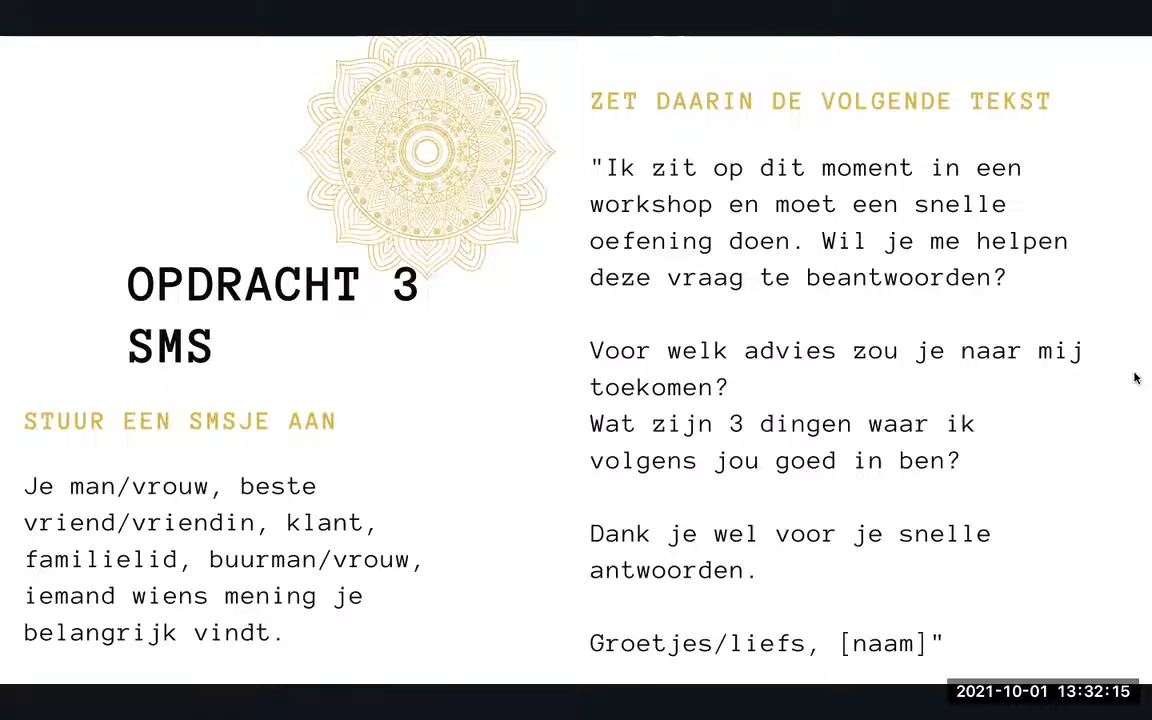 OPDRACHT 3
SMS
STUUR EEN SMSJE AAN
Je man/vrouw, beste
vriend/vriendin, klant,
familielid, buurman/vrouw,
iemand wiens mening je
belangrijk vindt.
ZET DAARIN DE VOLGENDE TEKST
"Ik zit op dit moment in een
workshop en moet een snelle
oefening doen. Wil je me helpen
deze vraag te beantwoorden?
Voor welk advies zou je naar mij
toekomen?
Wat zijn 3 dingen waar ik
volgens jou goed in ben?
Dank je wel voor je snelle
antwoorden.
Groetjes/liefs, [naam]"
2021-10-01 13:32:15